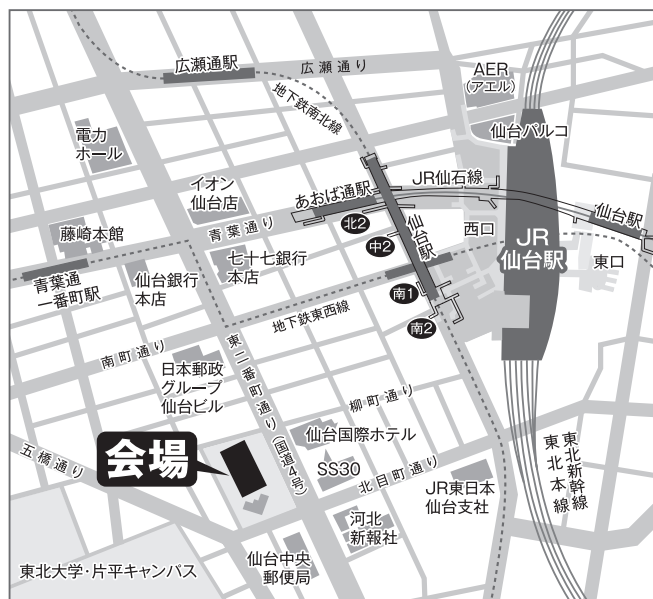 広瀬通駅
広瀬通り
AER
(アエル)
地下鉄南北線
仙台パルコ
電力
ホール
イオン
仙台店
あおば通駅
JR仙石線
仙台駅
北2
青葉通り
中2
仙台駅
西口
JR
仙台駅
東口
藤崎本館
七十七銀行
本店
青葉通
一番町駅
仙台銀行
本店
南1
地下鉄東西線
南2
南町通り
日本郵政
グループ
仙台ビル
東二番町通り(国道4号)
柳町通り
五橋通り
会場
仙台国際ホテル
SS30
北目町通り
JR東日本
仙台支社
東北新幹線
東北本線
河北
新報社
仙台中央
郵便局
東北大学・片平キャンパス